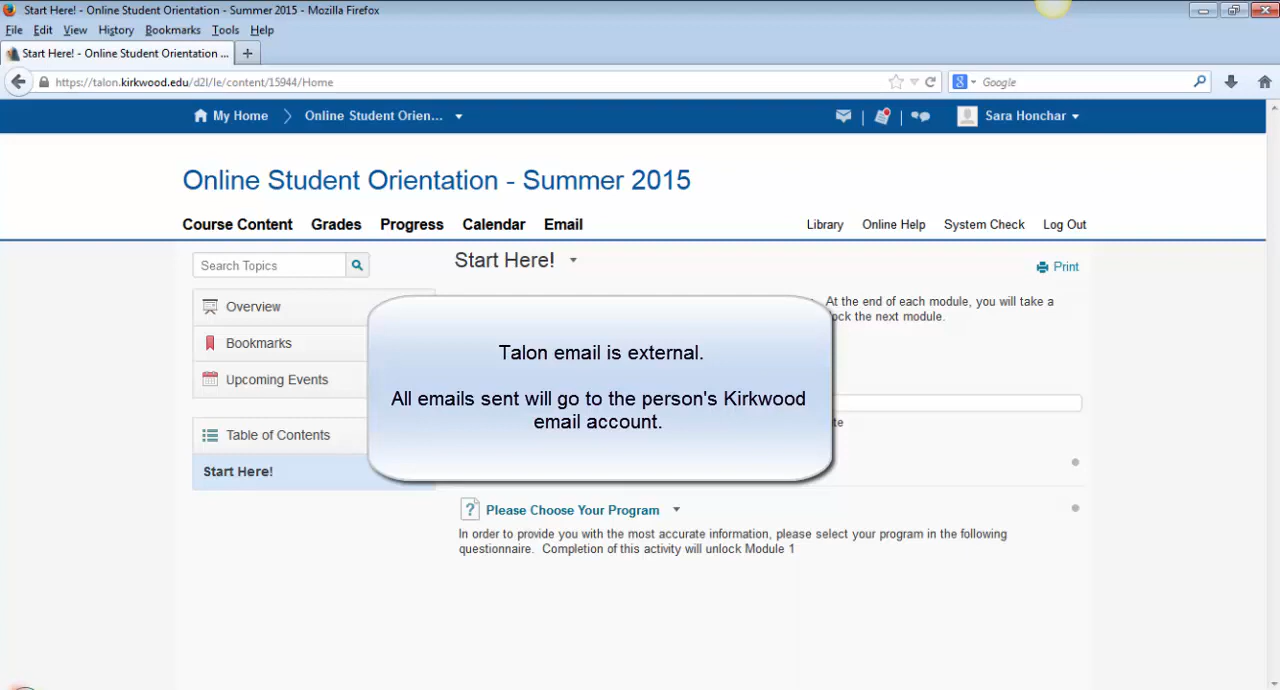 Start Here! - Online Student Orientation - Summer 2015 - Mozilla Firefox
File Edit View History Bookmarks Tools Help
Start Here! - Online Student Orientation ...
https://talon.kirkwood.edu/d2l/le/content/15944/Home
Google
My Home
Online Student Orien...
Sara Honchar
Online Student Orientation - Summer 2015
Course Content Grades Progress Calendar Email
Library Online Help System Check Log Out
Search Topics
Start Here!
Print
Overview
Bookmarks
Upcoming Events
Table of Contents
Start Here!
At the end of each module, you will take a
the next module.
Talon email is external.
All emails sent will go to the person's Kirkwood
email account.
Please Choose Your Program
In order to provide you with the most accurate information, please select your program in the following
questionnaire. Completion of this activity will unlock Module 1